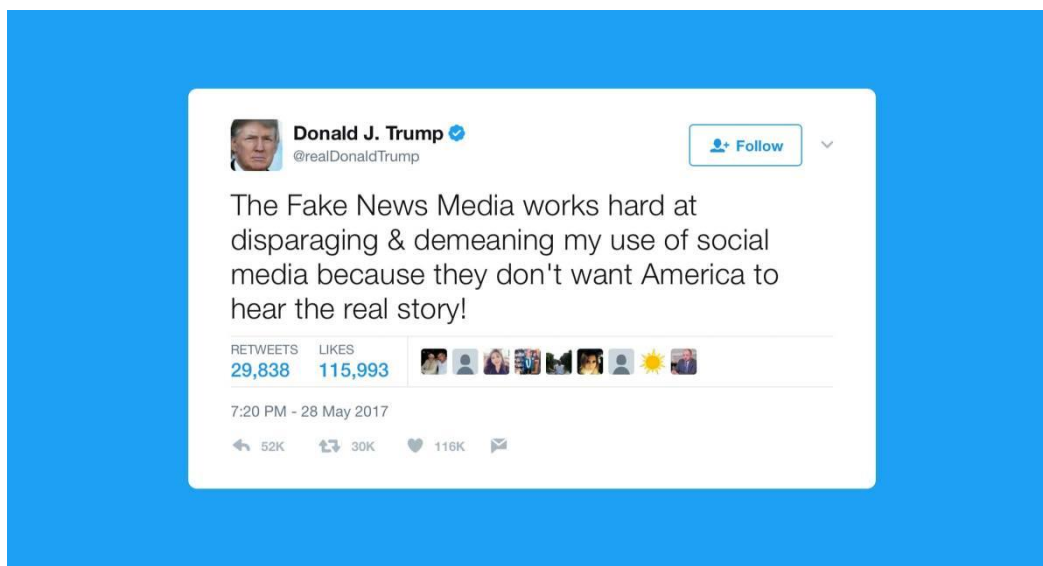 Donald J. Trump
@realDonaldTrump
Follow
The Fake News Media works hard at
disparaging & demeaning my use of social
media because they don't want America to
hear the real story!
RETWEETS LIKES
29,838 115,993
7:20 PM - 28 May 2017
52K 30K 116K